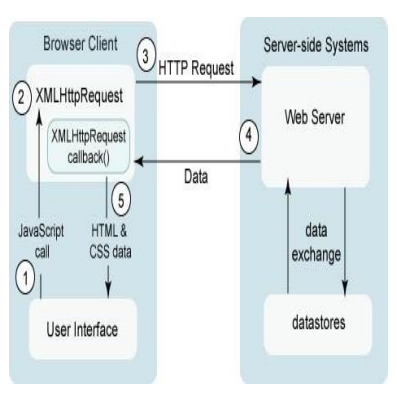 Browser Client
Server-side Systems
3
HTTP Request
2
XMLHttpRequest
Web Server
XMLHttpRequest
callback()
4
Data
5
JavaScript
call
HTML &
CSS data
data
exchange
1
User Interface
datastores